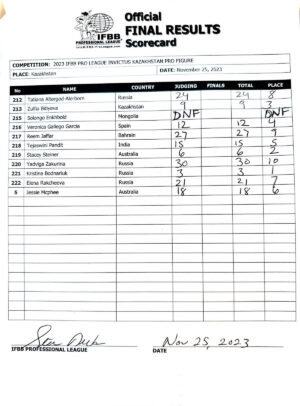 IFBB
PROFESSIONAL LEAGUE
Official
FINAL RESULTS
Scorecard
COMPETITION: 2023 IFBB PRO LEAGUE INVICTUS KAZAKHSTAN PRO FIGURE
PLACE: Kazakhstan DATE: November 25, 2023
No NAME COUNTRY JUDGING FINALS TOTAL PLACE
212 Tatiana Altergod-Allerborn Russia 24 24 8
213 Zulfia Bitiyeva Kazakhstan 9 9 3
215 Solongo Enkhbold Mongolia DNF DNF
216 Veronica Gallego Garcia Spain 12 12 4
217 Reem Jaffar Bahrain 27 27 9
218 Tejaswini Pandit India 15 15 5
219 Stacey Steiner Australia 6 6 2
220 Yadviga Zakurina Russia 30 30 10
221 Kristina Bodnariuk Russia 3 3 1
222 Elena Rakcheeva Russia 21 21 7
5 Jessie Mcphee Australia 18 18 6
Nov 25, 2023
IFBB PROFESSIONAL LEAGUE DATE